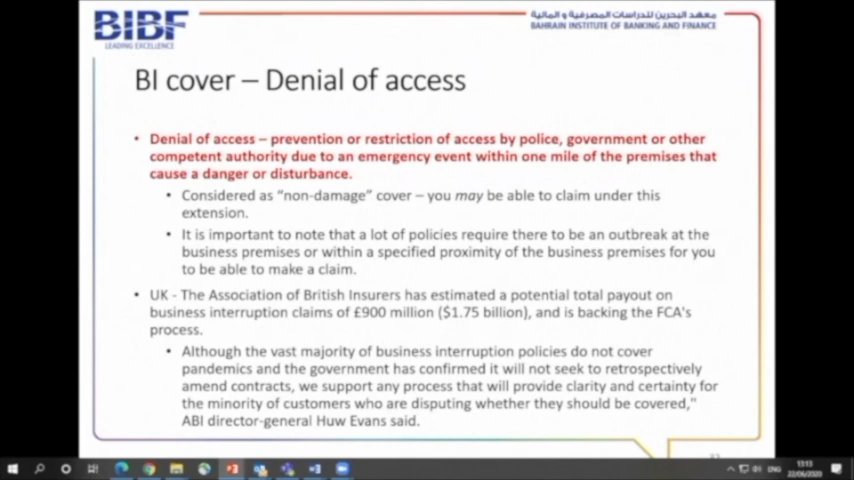 BIBF
LEADING EXCELLENCE
معهد البحرين للدراسات المصرفية و المالية
BAHRAIN INSTITUTE OF BANKING AND FINANCE
BI cover – Denial of access
• Denial of access – prevention or restriction of access by police, government or other
competent authority due to an emergency event within one mile of the premises that
cause a danger or disturbance.
• Considered as “non-damage” cover – you may be able to claim under this
extension.
• It is important to note that a lot of policies require there to be an outbreak at the
business premises or within a specified proximity of the business premises for you
to be able to make a claim.
• UK - The Association of British Insurers has estimated a potential total payout on
business interruption claims of £900 million ($1.75 billion), and is backing the FCA's
process.
• Although the vast majority of business interruption policies do not cover
pandemics and the government has confirmed it will not seek to retrospectively
amend contracts, we support any process that will provide clarity and certainty for
the minority of customers who are disputing whether they should be covered,"
ABI director-general Huw Evans said.
ENG
13:13
22/06/2020